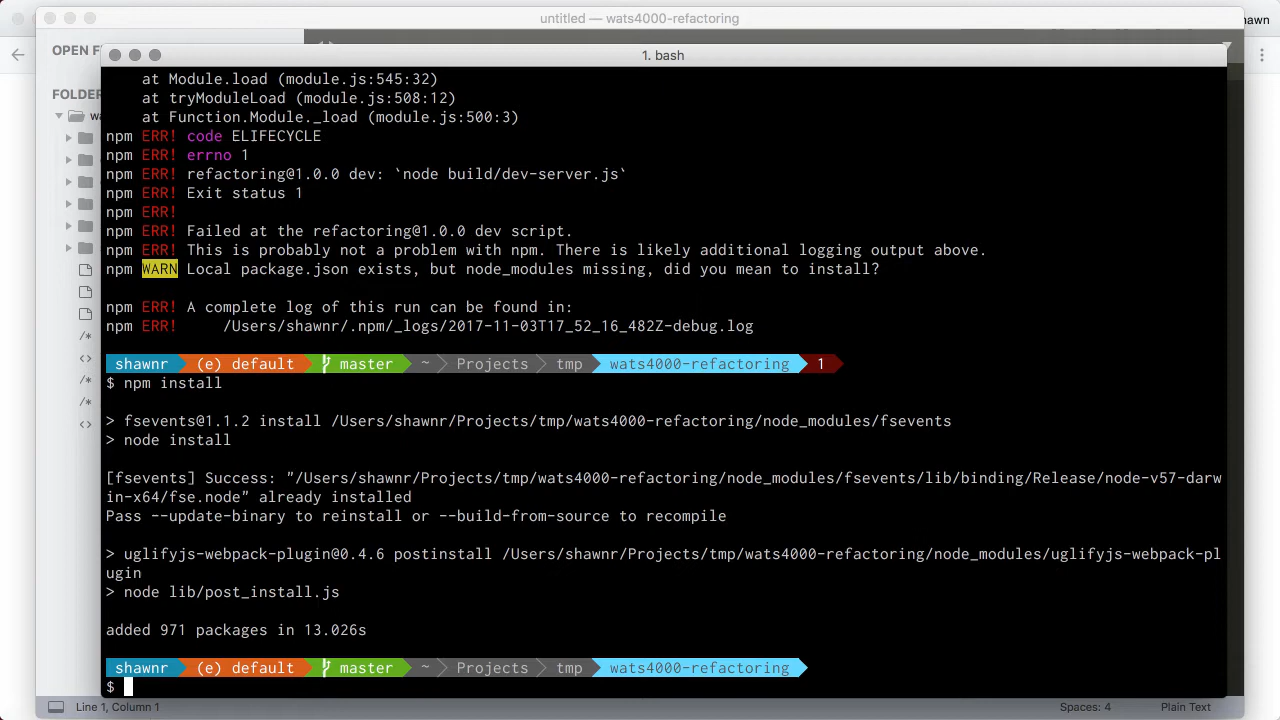 untitled — wats4000-refactoring
awn
OPEN F
1. bash
FOLDER
wa
at Module.load (module.js:545:32)
at tryModuleLoad (module.js:508:12)
at Function.Module._load (module.js:500:3)
npm ERR! code ELIFECYCLE
npm ERR! errno 1
npm ERR! refactoring@1.0.0 dev: `node build/dev-server.js`
npm ERR! Exit status 1
npm ERR!
npm ERR! Failed at the refactoring@1.0.0 dev script.
npm ERR! This is probably not a problem with npm. There is likely additional logging output above.
npm WARN Local package.json exists, but node_modules missing, did you mean to install?
npm ERR! A complete log of this run can be found in:
npm ERR!     /Users/shawnr/.npm/_logs/2017-11-03T17_52_16_482Z-debug.log
shawnr (e) default master ~ Projects tmp wats4000-refactoring 1
$ npm install
> fsevents@1.1.2 install /Users/shawnr/Projects/tmp/wats4000-refactoring/node_modules/fsevents
> node install
[fsevents] Success: "/Users/shawnr/Projects/tmp/wats4000-refactoring/node_modules/fsevents/lib/binding/Release/node-v57-darw
in-x64/fse.node" already installed
Pass --update-binary to reinstall or --build-from-source to recompile
> uglifyjs-webpack-plugin@0.4.6 postinstall /Users/shawnr/Projects/tmp/wats4000-refactoring/node_modules/uglifyjs-webpack-pl
ugin
> node lib/post_install.js
added 971 packages in 13.026s
shawnr (e) default master ~ Projects tmp wats4000-refactoring
$
Line 1, Column 1
Spaces: 4
Plain Text